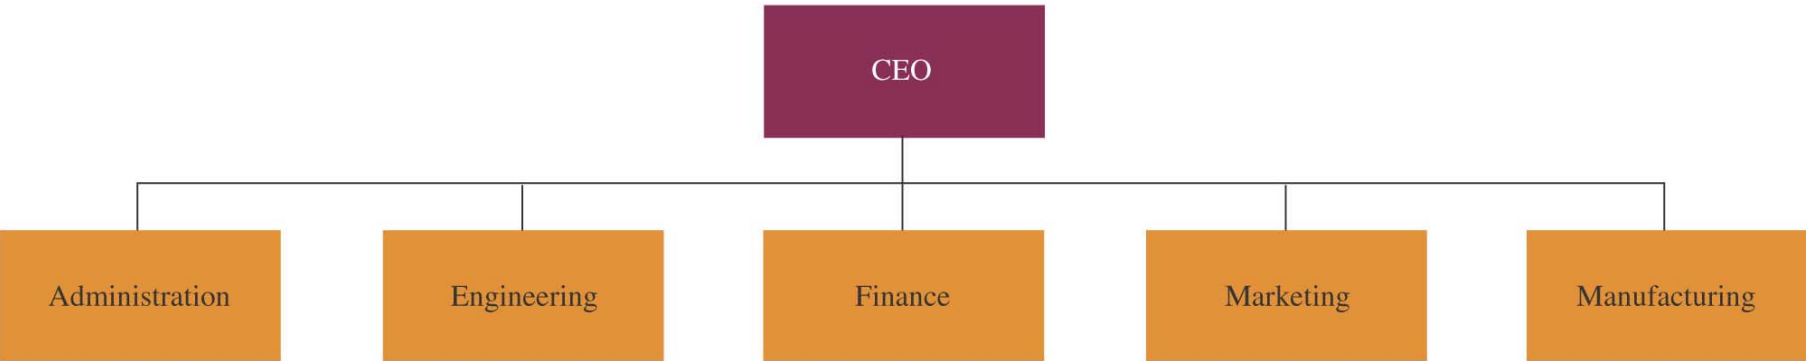 CEO
Administration
Engineering
Finance
Marketing
Manufacturing